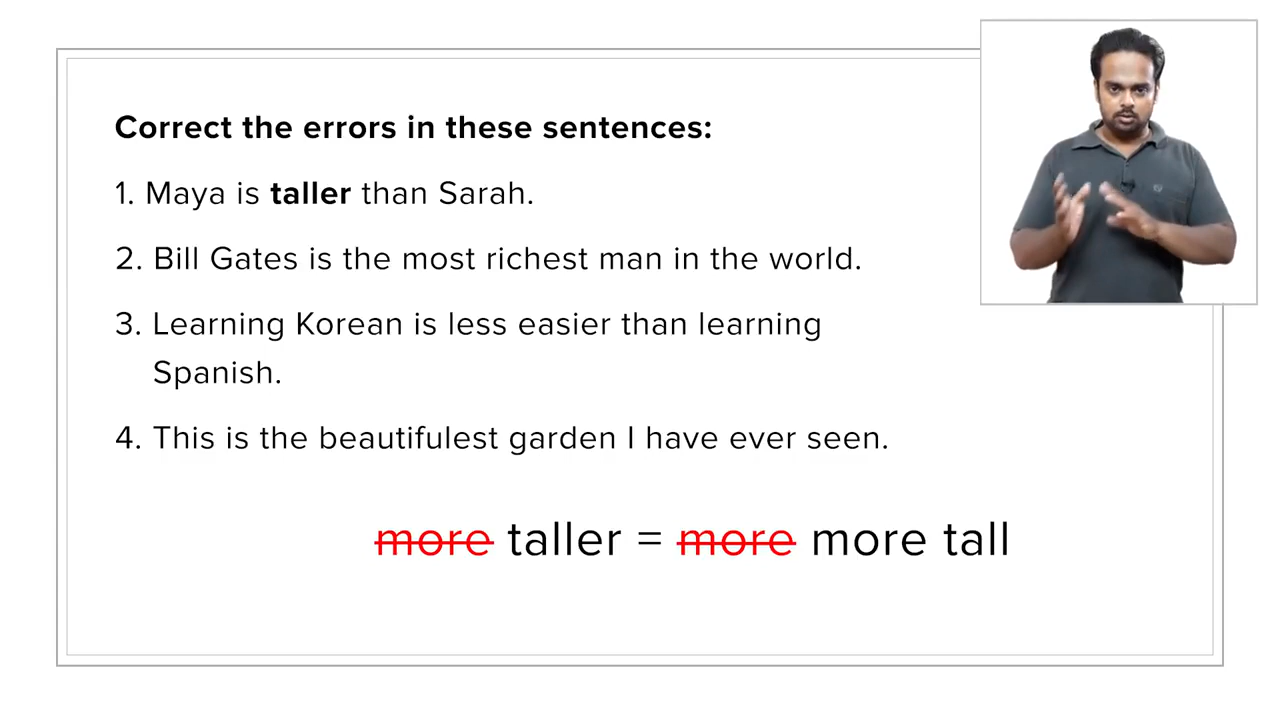 Correct the errors in these sentences:
1. Maya is taller than Sarah.
2. Bill Gates is the most richest man in the world.
3. Learning Korean is less easier than learning
Spanish.
4. This is the beautifulest garden I have ever seen.
more taller = more more tall